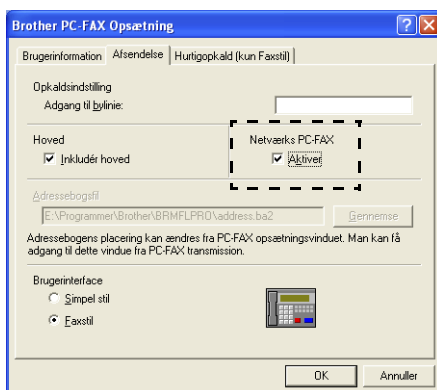 Brother PC-FAX Opsætning
Brugerinformation Afsendelse Hurtigopkald (kun Faxstil)
Opkaldsindstilling
Adgang til bylinie:
Hoved Netværks PC-FAX
Inkludér hoved Aktiver
Adressebogsfil
E:\Programmer\Brother\BRMFLPRO\address.ba2 Gennemse
Adressebogens placering kan ændres fra PC-FAX opsætningsvinduet. Man kan få
adgang til dette vindue fra PC-FAX transmission.
Brugerinterface
Simpel stil
Faxstil
OK Annuller